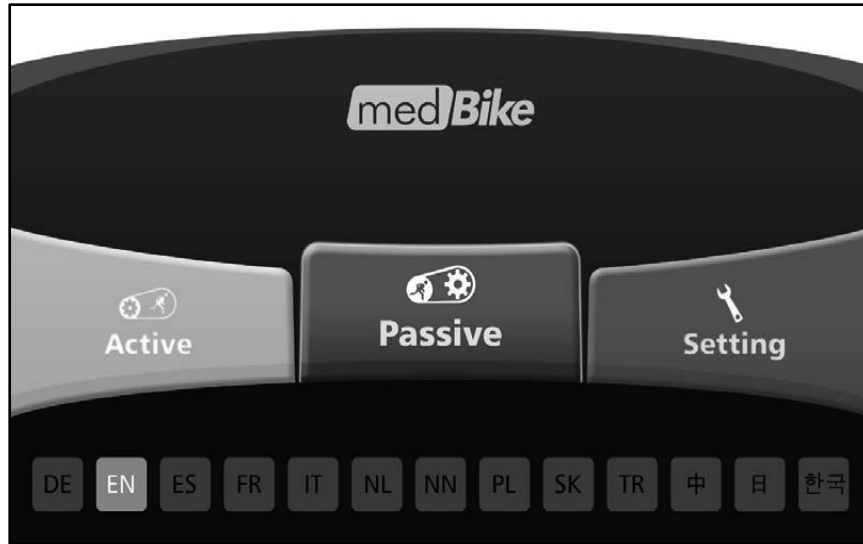 medBike
Active Passive Setting
DE EN ES FR IT NL NN PL SK TR 中 日 한국